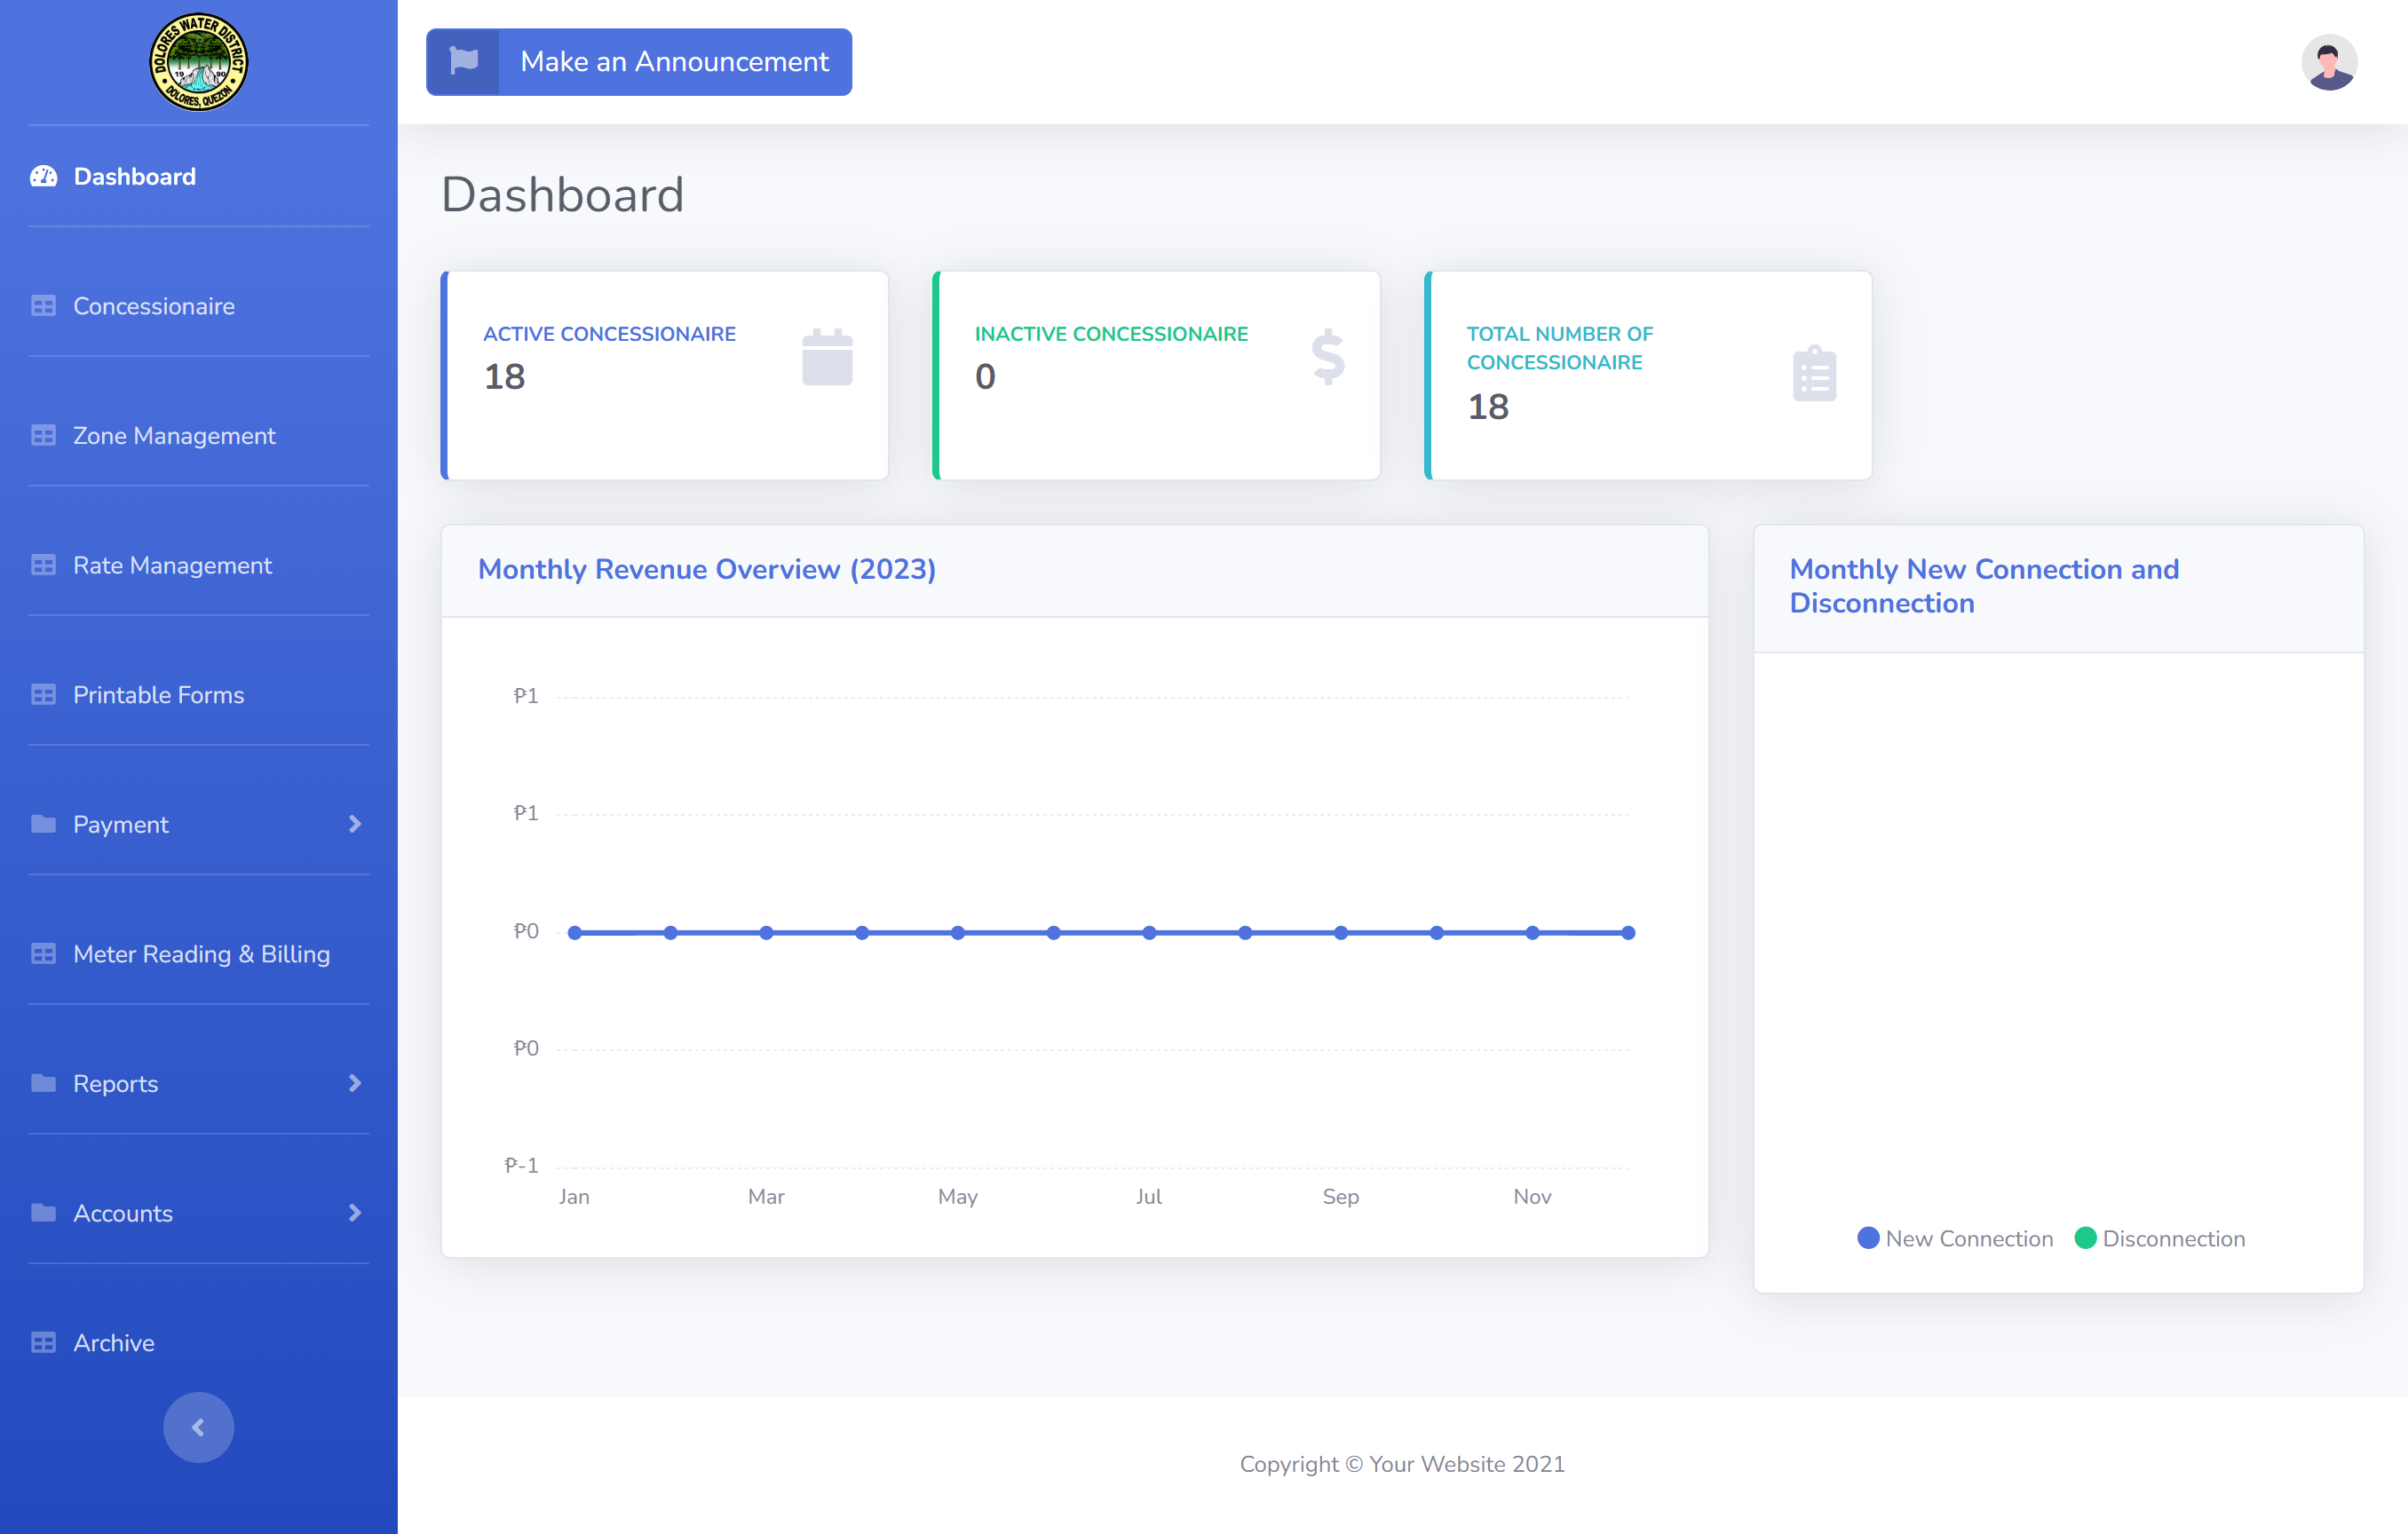 DOLORES WATER DISTRICT
1990
DOLORES, QUEZON
Make an Announcement
Dashboard
Concessionaire
Zone Management
Rate Management
Printable Forms
Payment
Meter Reading & Billing
Reports
Accounts
Archive
Dashboard
ACTIVE CONCESSIONAIRE
18
INACTIVE CONCESSIONAIRE
0
TOTAL NUMBER OF
CONCESSIONAIRE
18
Monthly Revenue Overview (2023)
₱1
₱1
₱0
₱0
₱-1
Jan Mar May Jul Sep Nov
Monthly New Connection and
Disconnection
New Connection Disconnection
Copyright © Your Website 2021